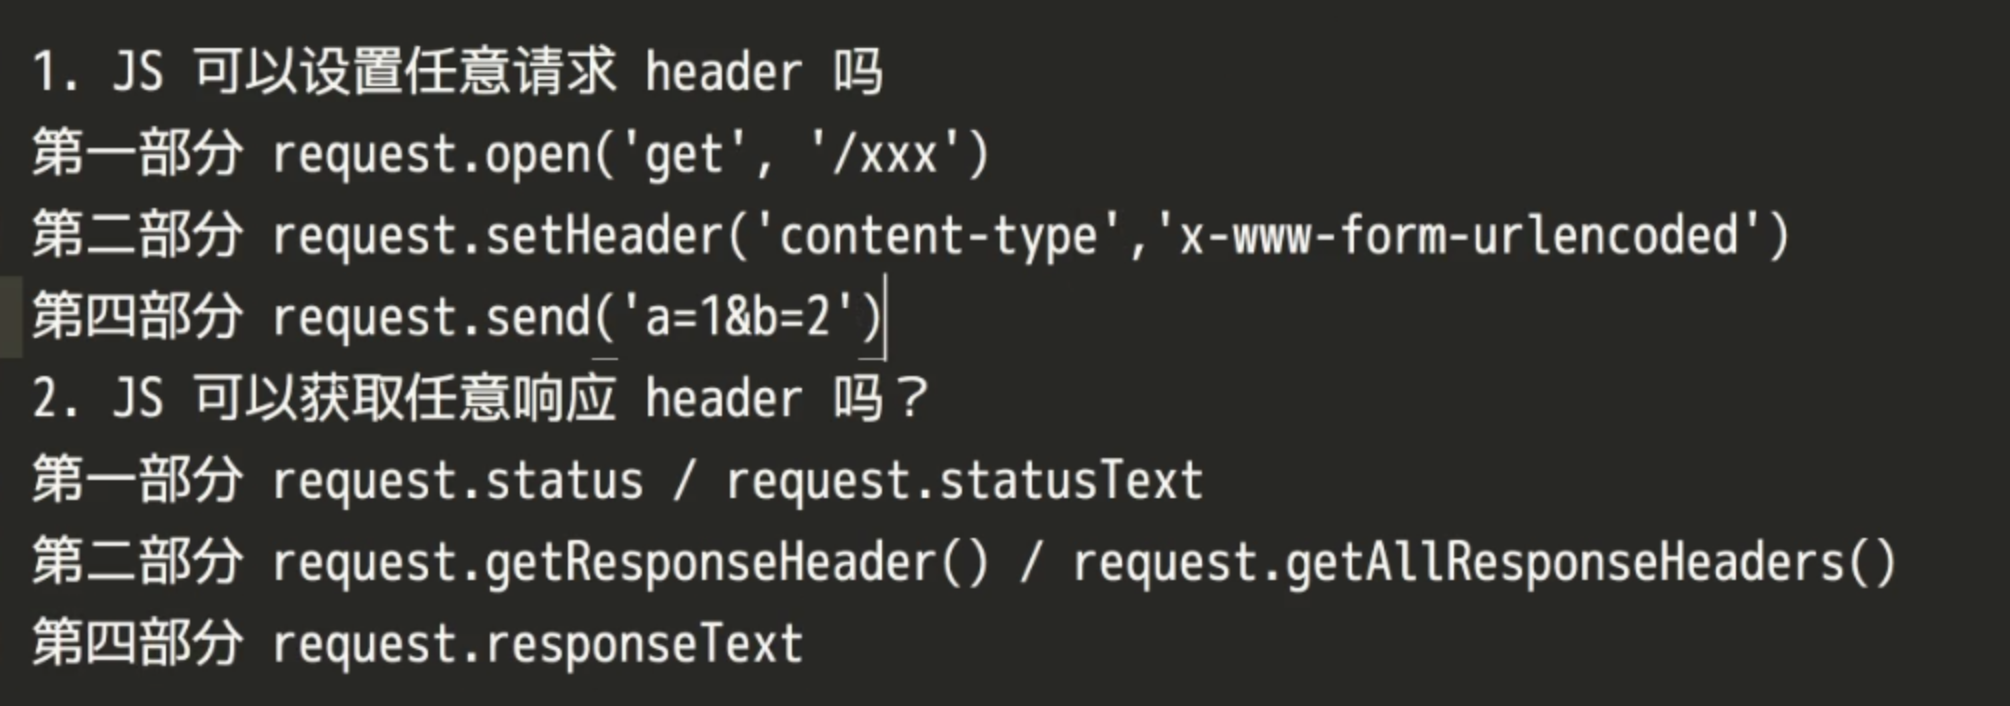 1. JS 可以设置任意请求 header 吗
第一部分 request.open('get', '/xxx')
第二部分 request.setHeader('content-type','x-www-form-urlencoded')
第四部分 request.send('a=1&b=2')
2. JS 可以获取任意响应 header 吗？
第一部分 request.status / request.statusText
第二部分 request.getResponseHeader() / request.getAllResponseHeaders()
第四部分 request.responseText